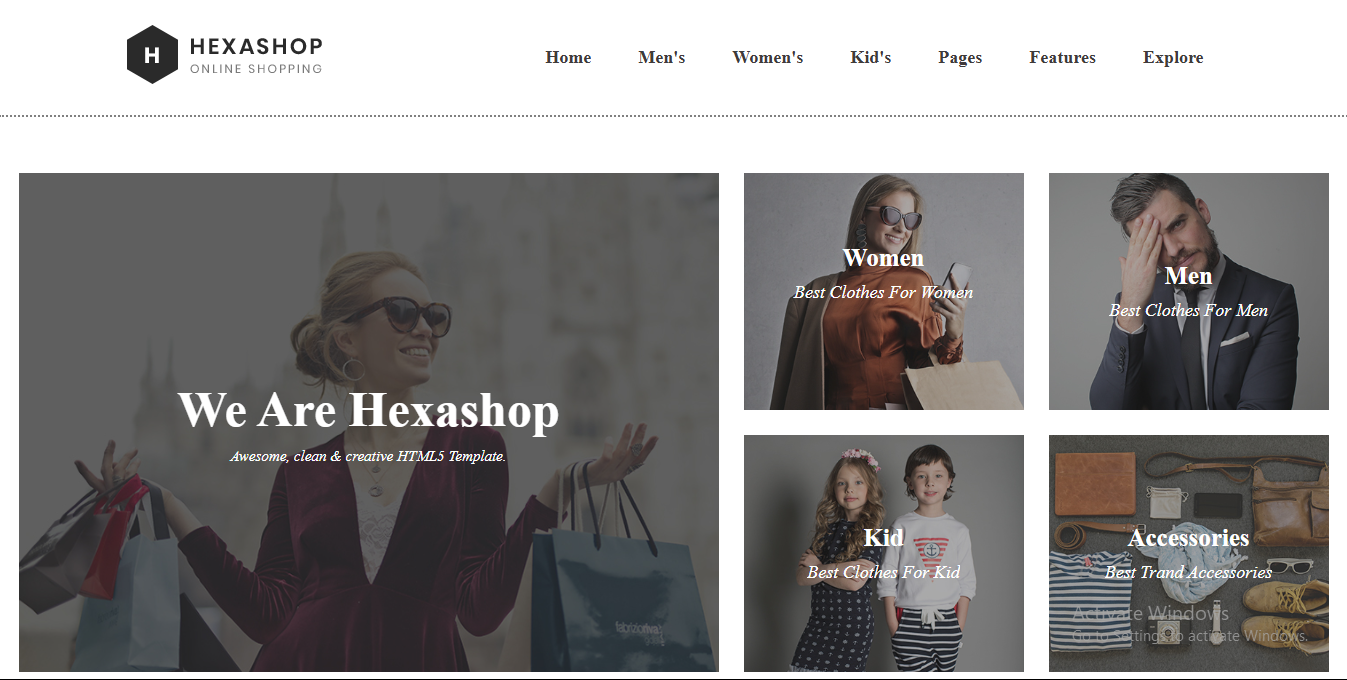 H
HEXASHOP
ONLINE SHOPPING
Home Men's Women's Kid's Pages Features Explore
We Are Hexashop
Awesome, clean & creative HTML5 Template.
Women
Best Clothes For Women
Men
Best Clothes For Men
Kid
Best Clothes For Kid
Accessories
Best Trand Accessories
Activate Windows
Go to Settings to activate Windows.